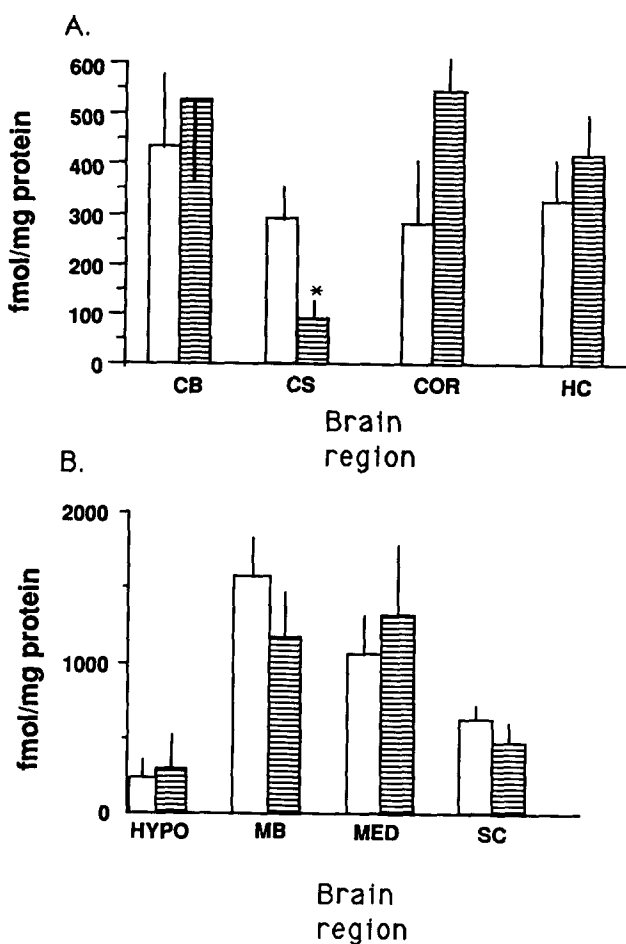 A.
600
500
400
300
200
100
0
fmol/mg protein
*
CB CS COR HC
Brain
region
B.
2000
1000
0
fmol/mg protein
HYPO MB MED SC
Brain
region